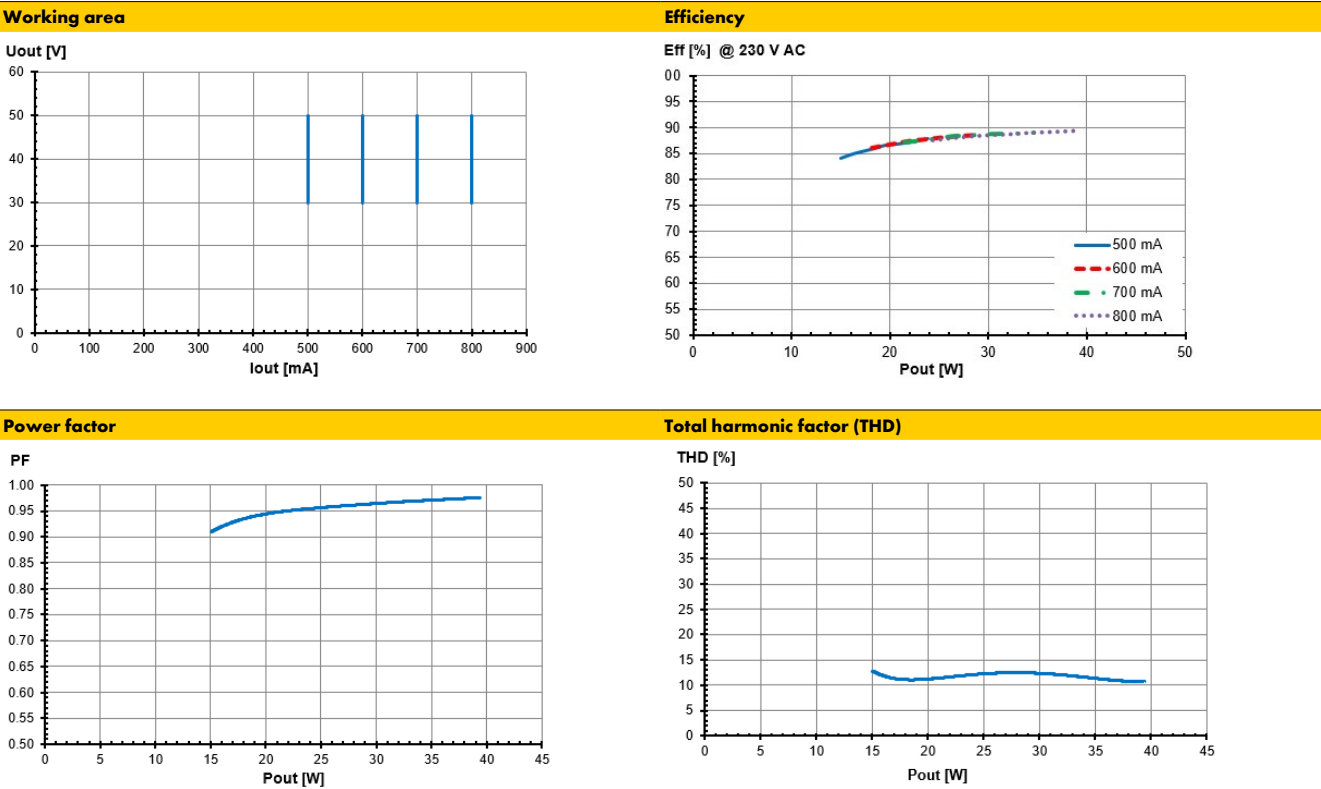 Working area
Efficiency
Uout [V]
60
50
40
30
20
10
0
0 100 200 300 400 500 600 700 800 900
Iout [mA]
Eff [%] @ 230 V AC
00
95
90
85
80
75
70
65
60
55
50
500 mA
600 mA
700 mA
800 mA
0 10 20 30 40 50
Pout [W]
Power factor
Total harmonic factor (THD)
PF
1.00
0.95
0.90
0.85
0.80
0.75
0.70
0.65
0.60
0.55
0.50
0 5 10 15 20 25 30 35 40 45
Pout [W]
THD [%]
50
45
40
35
30
25
20
15
10
5
0
0 5 10 15 20 25 30 35 40 45
Pout [W]